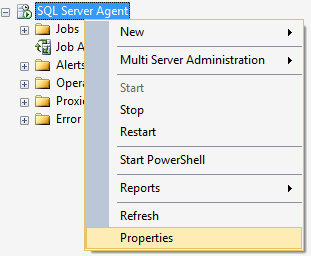 SQL Server Agent
Jobs
Job A
Alerts
Opera
Proxie
Error
New
Multi Server Administration
Start
Stop
Restart
Start PowerShell
Reports
Refresh
Properties